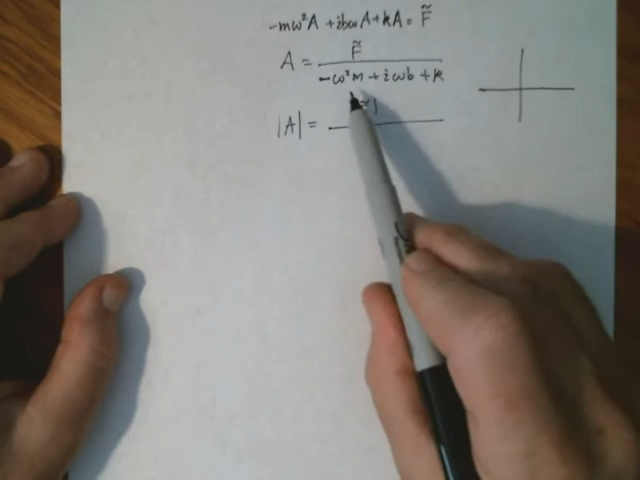 -mω²A + ibωA + kA = F̃
A = F̃ / (-ω²m + iωb + k)
|A| =